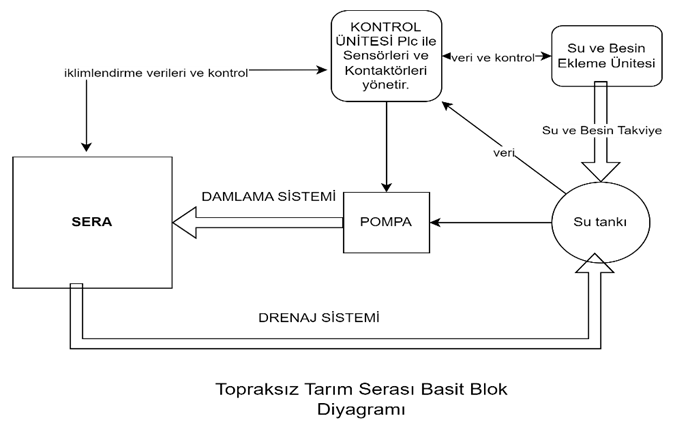 KONTROL
ÜNİTESİ Plc ile
Sensörleri ve
Kontaktörleri
yönetir.
veri ve kontrol
Su ve Besin
Ekleme Ünitesi
iklimlendirme verileri ve kontrol
Su ve Besin Takviye
veri
DAMLAMA SİSTEMİ
SERA
POMPA
Su tankı
DRENAJ SİSTEMİ
Topraksız Tarım Serası Basit Blok
Diyagramı